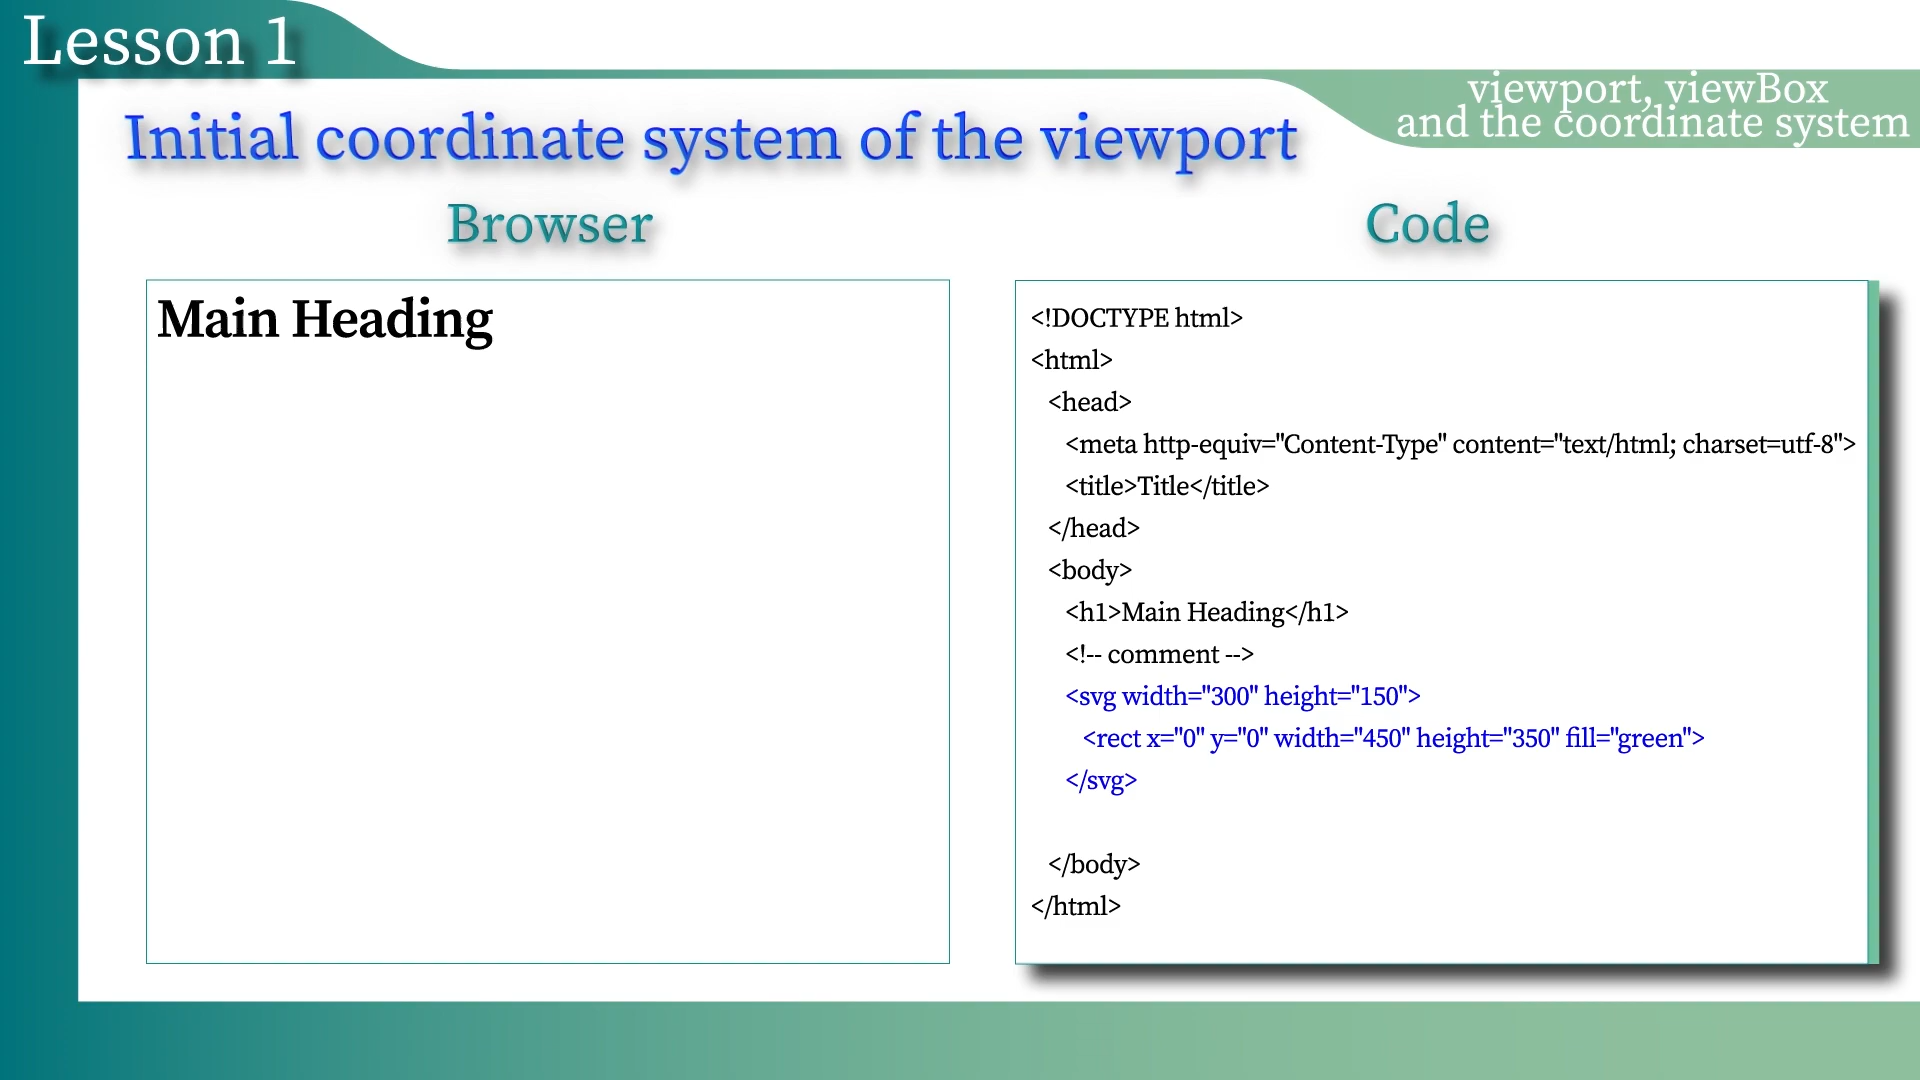 Lesson 1
viewport, viewBox
and the coordinate system
Initial coordinate system of the viewport
Browser
Code
Main Heading
<!DOCTYPE html>
<html>
<head>
<meta http-equiv="Content-Type" content="text/html; charset=utf-8">
<title>Title</title>
</head>
<body>
<h1>Main Heading</h1>
<!-- comment -->
<svg width="300" height="150">
<rect x="0" y="0" width="450" height="350" fill="green">
</svg>
</body>
</html>